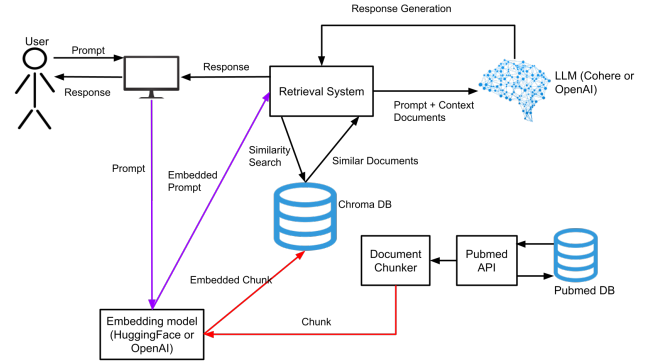 Response Generation
User
Prompt
Response
Response
Retrieval System
LLM (Cohere or
OpenAI)
Prompt + Context
Documents
Prompt
Embedded
Prompt
Similarity
Search
Similar Documents
Chroma DB
Document
Chunker
Pubmed
API
Pubmed DB
Embedded Chunk
Chunk
Embedding model
(HuggingFace or
OpenAI)